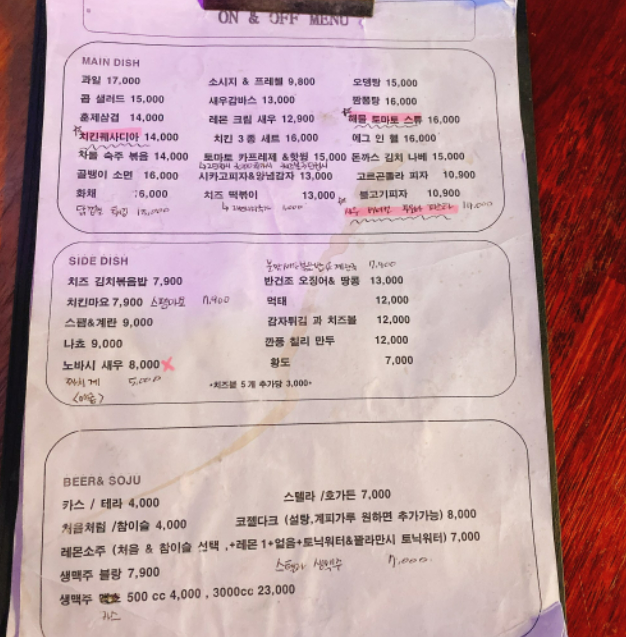 ON & OFF MENU
MAIN DISH
과일 17,000 소시지 & 프레첼 9,800 오뎅탕 15,000
콥 샐러드 15,000 새우감바스 13,000 짬뽕탕 16,000
훈제삼겹 14,000 레몬 크림 새우 12,900 해물 토마토 스튜 16,000
치킨퀘사디아 14,000 치킨 3종 세트 16,000 에그 인 헬 16,000
차돌 숙주 볶음 14,000 토마토 카프레제 &핫윙 15,000 돈까스 김치 나베 15,000
골뱅이 소면 16,000 시카고피자&양념감자 13,000 고르곤졸라 피자 10,900
화채 16,000 치즈 떡볶이 13,000 불고기피자 10,900
튀김 15,000
SIDE DISH
7,900
치즈 김치볶음밥 7,900 반건조 오징어& 땅콩 13,000
치킨마요 7,900 스팸마요 7,900 먹태 12,000
스팸&계란 9,000 감자튀김 과 치즈볼 12,000
나쵸 9,000 깐풍 칠리 만두 12,000
노바시 새우 8,000 황도 7,000
5,000
•치즈볼 5개 추가당 3,000•
BEER& SOJU
카스 / 테라 4,000 스텔라 /호가든 7,000
처음처럼 /참이슬 4,000 코젤다크 (설탕,계피가루 원하면 추가가능) 8,000
레몬소주 (처음 & 참이슬 선택 ,+레몬 1+얼음+토닉워터&팔라만시 토닉워터) 7,000
생맥주 블랑 7,900 스텔라 생맥주 7,000
생맥주 500 cc 4,000 , 3000cc 23,000
카스